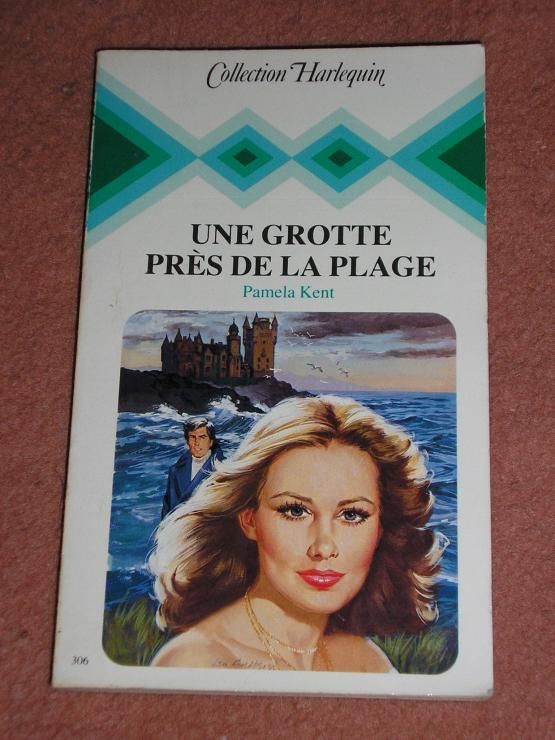 Collection Harlequin
UNE GROTTE
PRÈS DE LA PLAGE
Pamela Kent
306